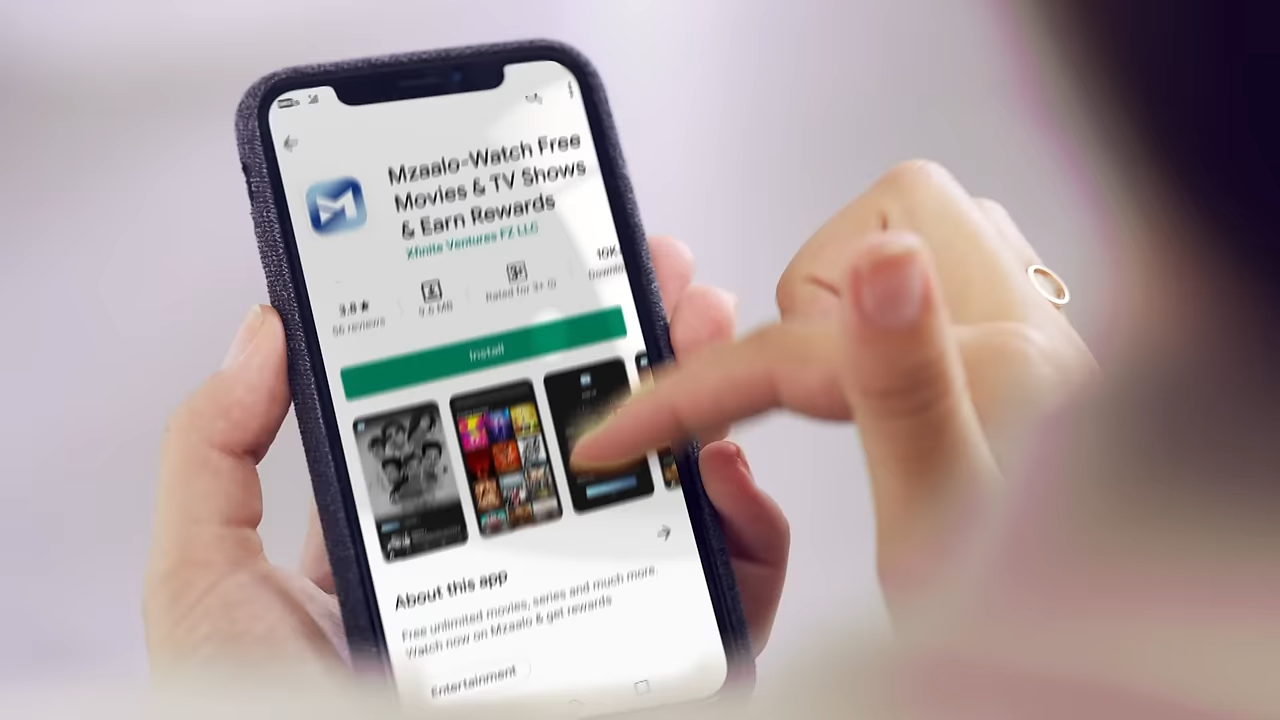 Mzaalo-Watch Free
Movies & TV Shows
& Earn Rewards
Xfinite Ventures FZ LLC
10K
3.8★
56 reviews
9.6 MB
Rated for 3+
Install
About this app
Free unlimited movies, series and much more.
Watch now on Mzaalo & get rewards
Entertainment